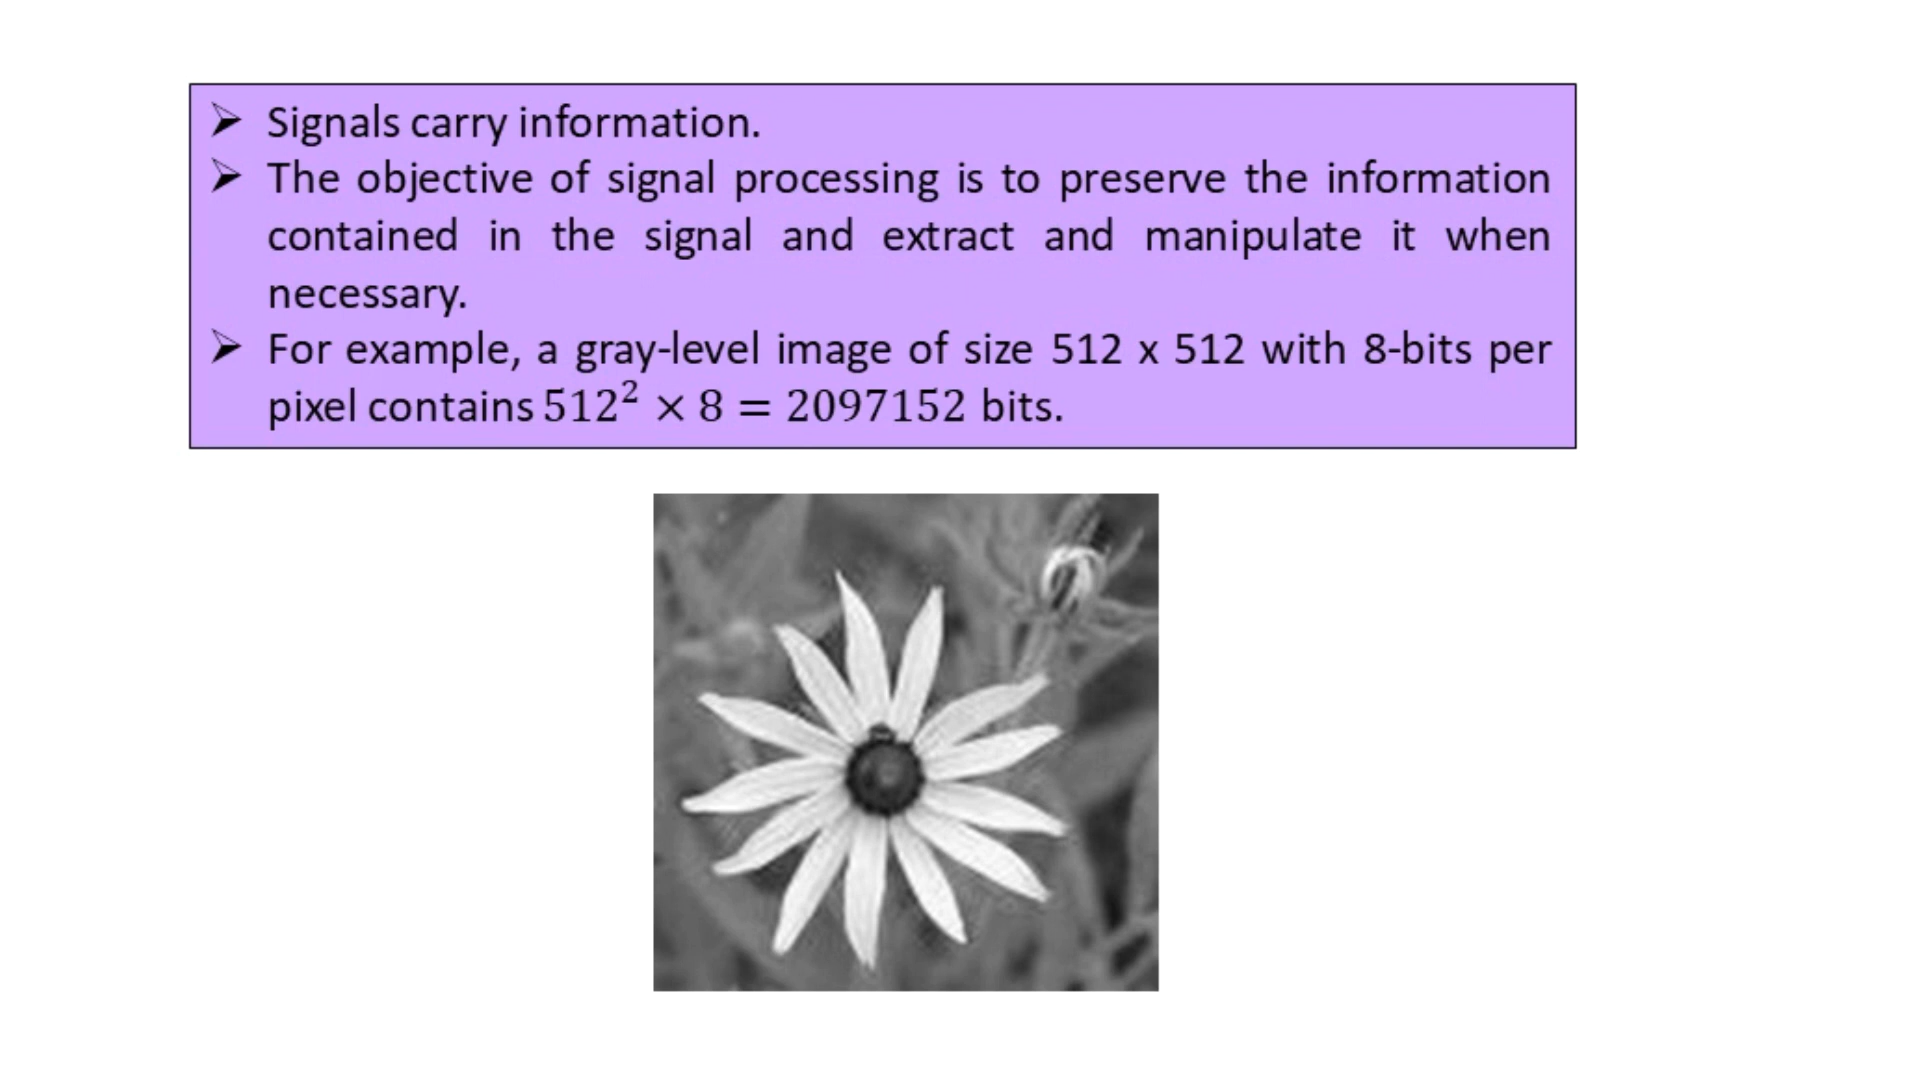 ➢ Signals carry information.
➢ The objective of signal processing is to preserve the information
contained in the signal and extract and manipulate it when
necessary.
➢ For example, a gray-level image of size 512 x 512 with 8-bits per
pixel contains 512² × 8 = 2097152 bits.